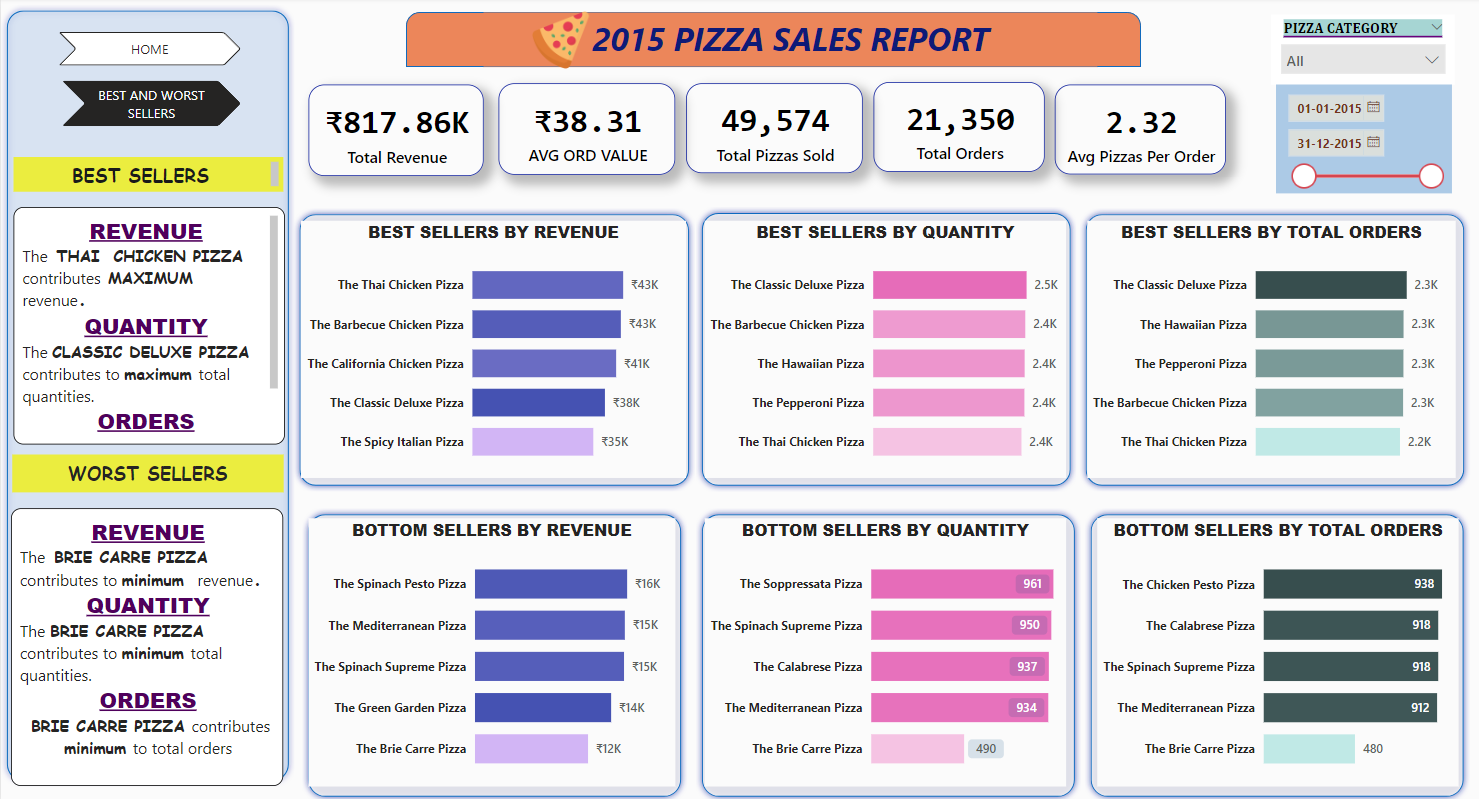 HOME
BEST AND WORST
SELLERS
BEST SELLERS
REVENUE
The THAI CHICKEN PIZZA
contributes MAXIMUM
revenue.
QUANTITY
The CLASSIC DELUXE PIZZA
contributes to maximum total
quantities.
ORDERS
WORST SELLERS
REVENUE
The BRIE CARRE PIZZA
contributes to minimum revenue.
QUANTITY
The BRIE CARRE PIZZA
contributes to minimum total
quantities.
ORDERS
BRIE CARRE PIZZA contributes
minimum to total orders
2015 PIZZA SALES REPORT
₹817.86K
Total Revenue
₹38.31
AVG ORD VALUE
49,574
Total Pizzas Sold
21,350
Total Orders
2.32
Avg Pizzas Per Order
PIZZA CATEGORY
All
01-01-2015
31-12-2015
BEST SELLERS BY REVENUE
The Thai Chicken Pizza ₹43K
The Barbecue Chicken Pizza ₹43K
The California Chicken Pizza ₹41K
The Classic Deluxe Pizza ₹38K
The Spicy Italian Pizza ₹35K
BEST SELLERS BY QUANTITY
The Classic Deluxe Pizza 2.5K
The Barbecue Chicken Pizza 2.4K
The Hawaiian Pizza 2.4K
The Pepperoni Pizza 2.4K
The Thai Chicken Pizza 2.4K
BEST SELLERS BY TOTAL ORDERS
The Classic Deluxe Pizza 2.3K
The Hawaiian Pizza 2.3K
The Pepperoni Pizza 2.3K
The Barbecue Chicken Pizza 2.3K
The Thai Chicken Pizza 2.2K
BOTTOM SELLERS BY REVENUE
The Spinach Pesto Pizza ₹16K
The Mediterranean Pizza ₹15K
The Spinach Supreme Pizza ₹15K
The Green Garden Pizza ₹14K
The Brie Carre Pizza ₹12K
BOTTOM SELLERS BY QUANTITY
The Soppressata Pizza 961
The Spinach Supreme Pizza 950
The Calabrese Pizza 937
The Mediterranean Pizza 934
The Brie Carre Pizza 490
BOTTOM SELLERS BY TOTAL ORDERS
The Chicken Pesto Pizza 938
The Calabrese Pizza 918
The Spinach Supreme Pizza 918
The Mediterranean Pizza 912
The Brie Carre Pizza 480